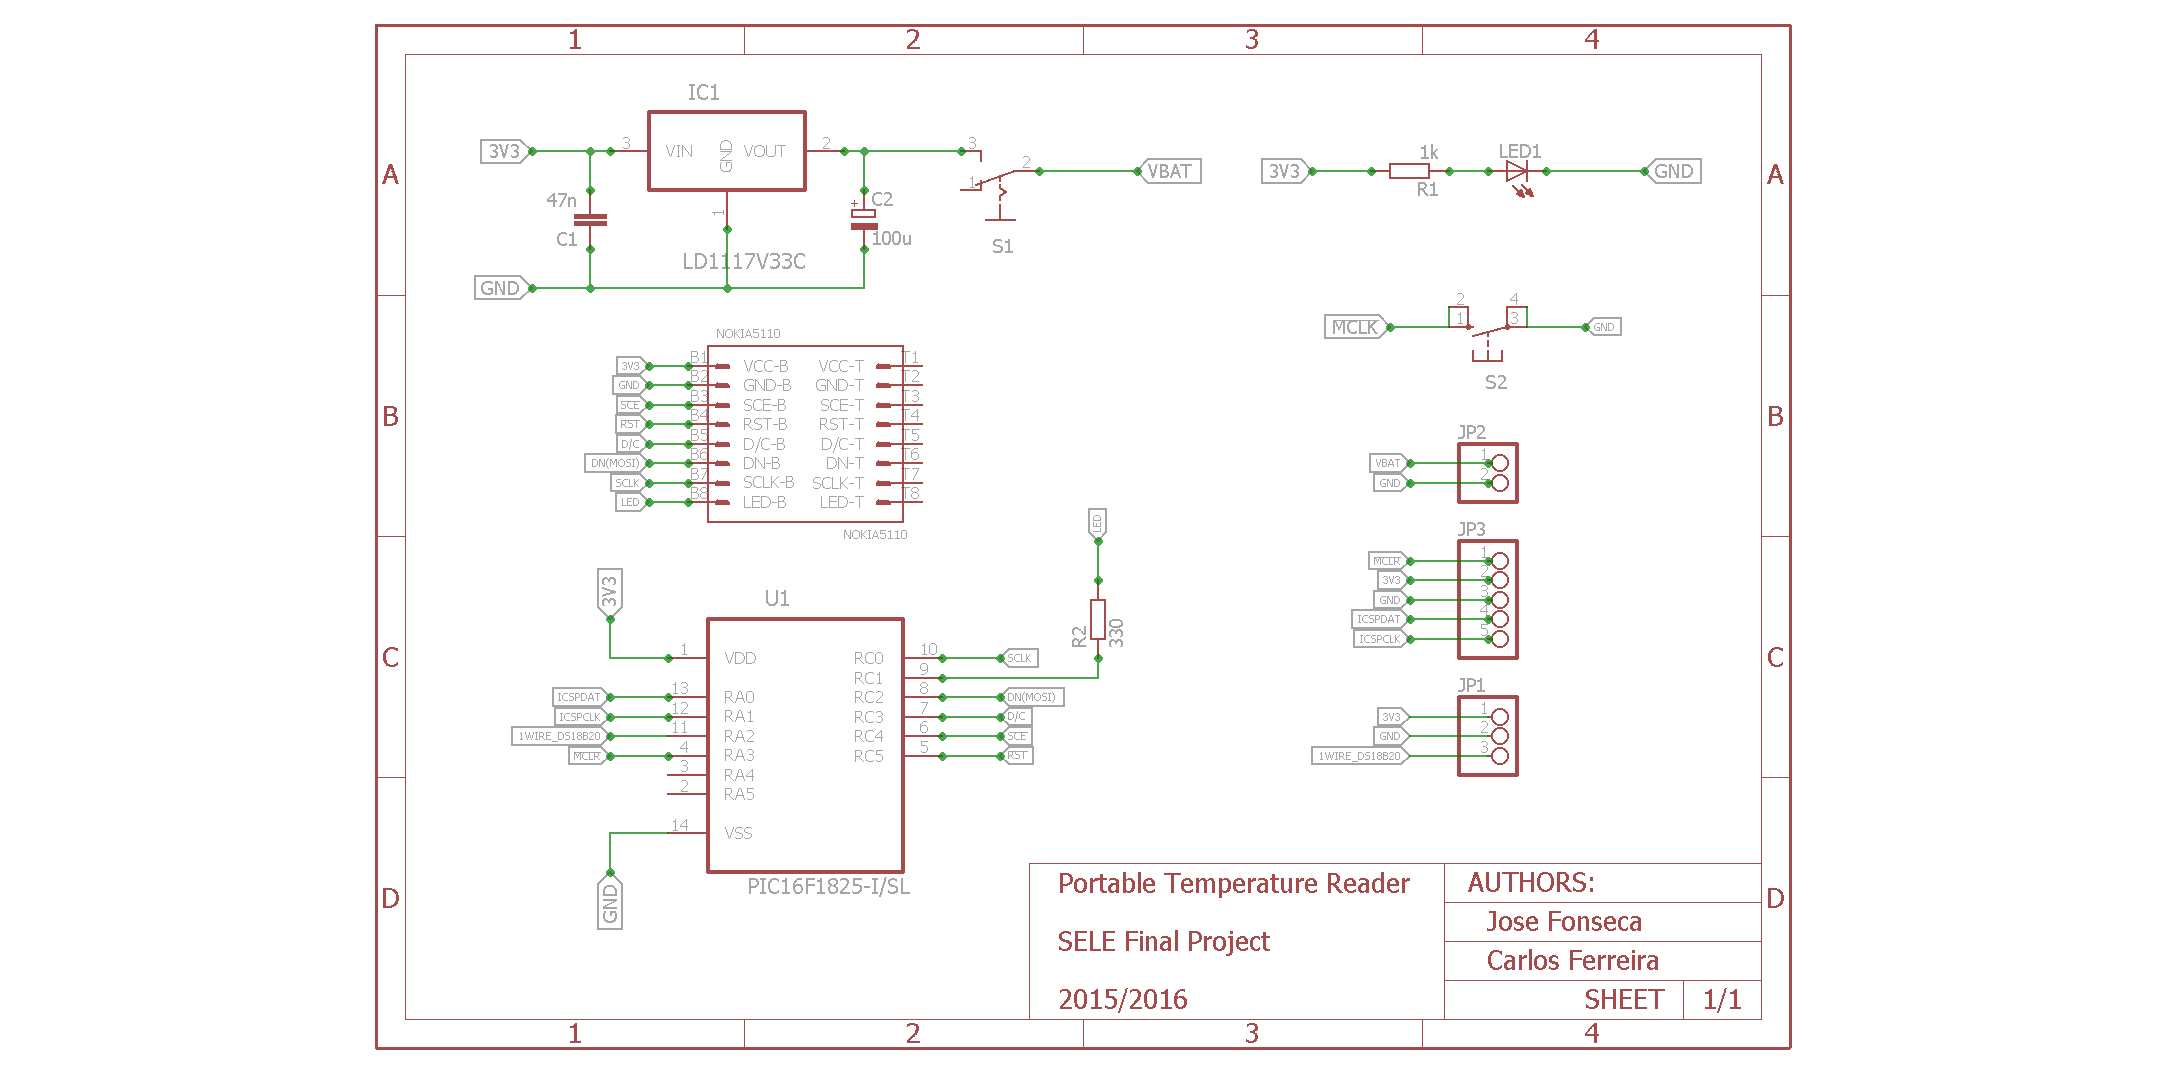 1 2 3 4
A A
IC1
3V3 3 VIN GND VOUT 2 3 2 VBAT
1
1
47n
C1
C2
100u
LD1117V33C
S1
GND
3V3 1k R1 LED1 GND
B B
MCLK 2 1 4 3 GND
S2
NOKIA5110
3V3 B1 VCC-B VCC-T T1
GND B2 GND-B GND-T T2
SCE B3 SCE-B SCE-T T3
RST B4 RST-B RST-T T4
D/C B5 D/C-B D/C-T T5
DN(MOSI) B6 DN-B DN-T T6
SCLK B7 SCLK-B SCLK-T T7
LED B8 LED-B LED-T T8
NOKIA5110
JP2
VBAT 1
GND 2
JP3
MCLR 1
3V3 2
GND 3
ICSPDAT 4
ICSPCLK 5
JP1
3V3 1
GND 2
1WIRE_DS18B20 3
C C
LED
R2
330
3V3
U1
1 VDD RC0 10 SCLK
RC1 9
ICSPDAT 13 RA0 RC2 8 DN(MOSI)
ICSPCLK 12 RA1 RC3 7 D/C
1WIRE_DS18B20 11 RA2 RC4 6 SCE
MCLR 4 RA3 RC5 5 RST
3 RA4
2 RA5
14 VSS
GND
PIC16F1825-I/SL
D D
Portable Temperature Reader
SELE Final Project
2015/2016
AUTHORS:
Jose Fonseca
Carlos Ferreira
SHEET 1/1
1 2 3 4